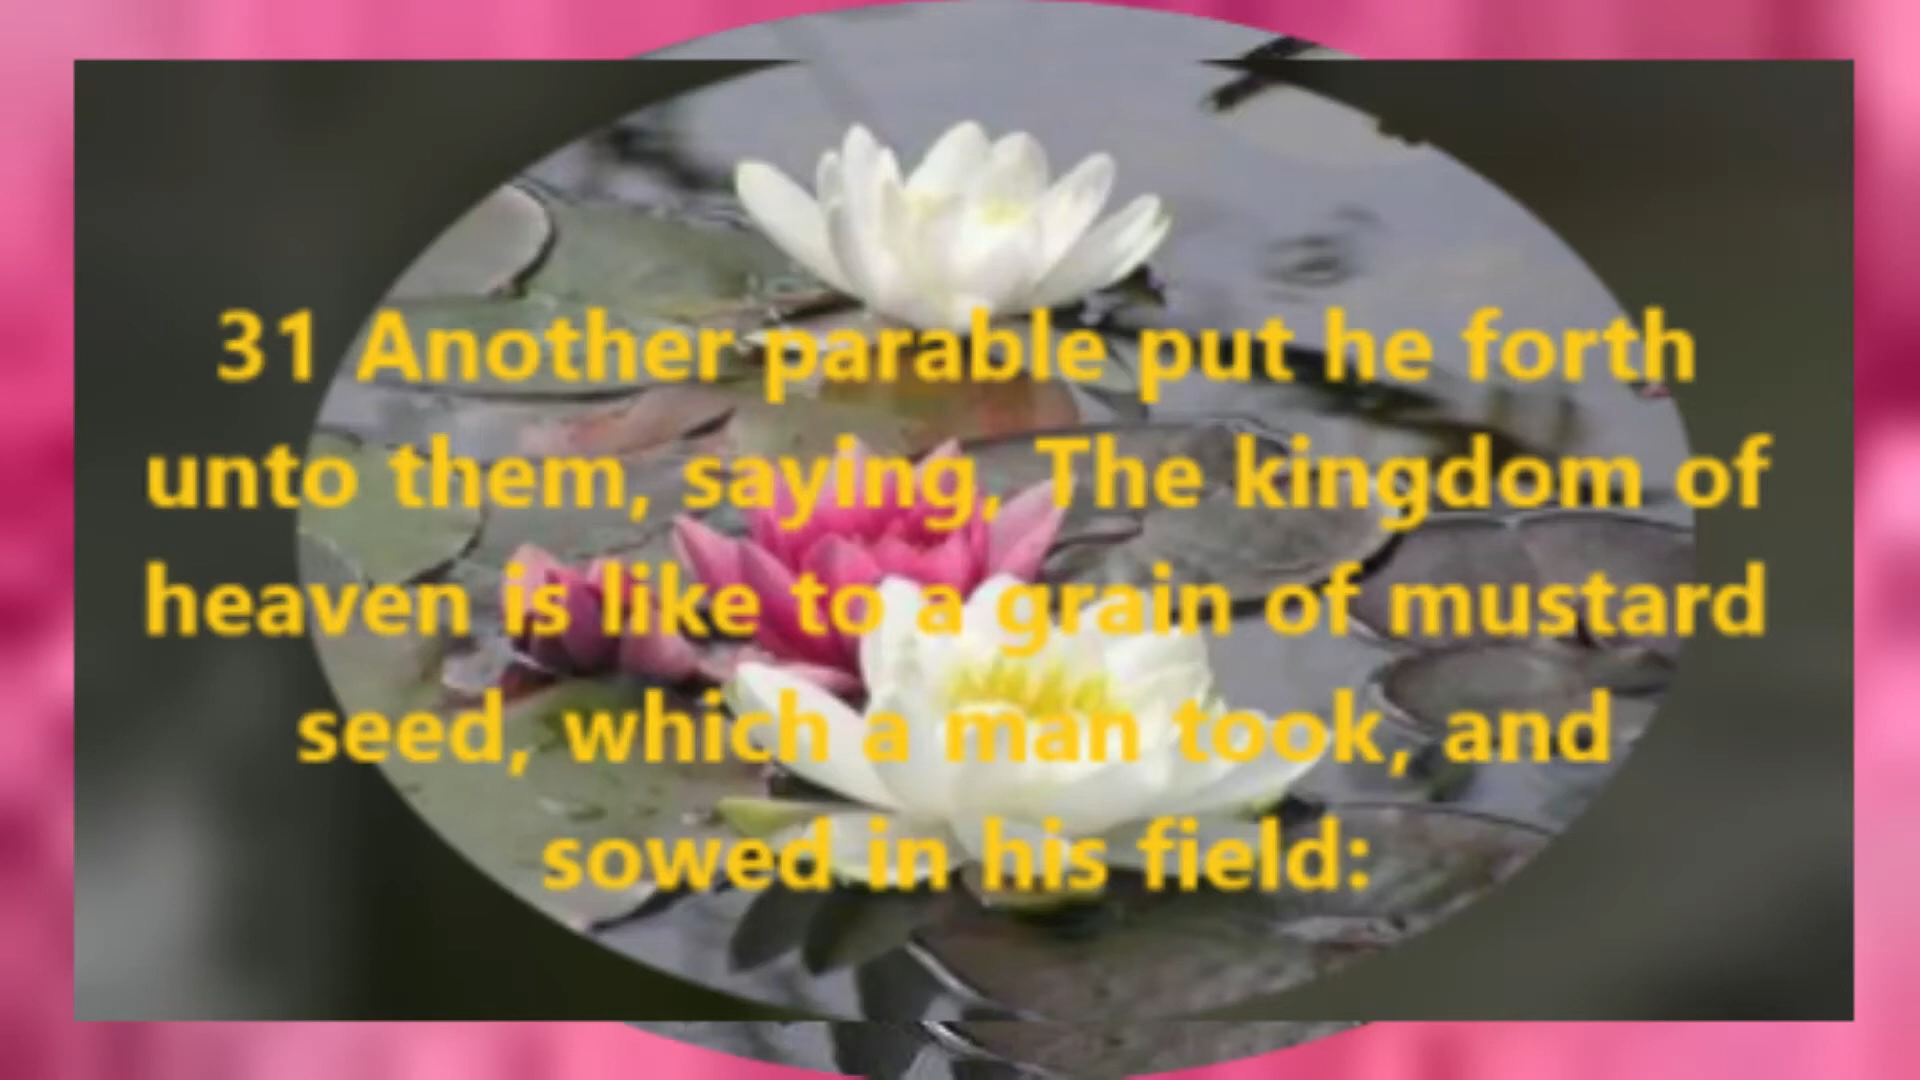 31 Another parable put he forth
unto them, saying, The kingdom of
heaven is like to a grain of mustard
seed, which a man took, and
sowed in his field: